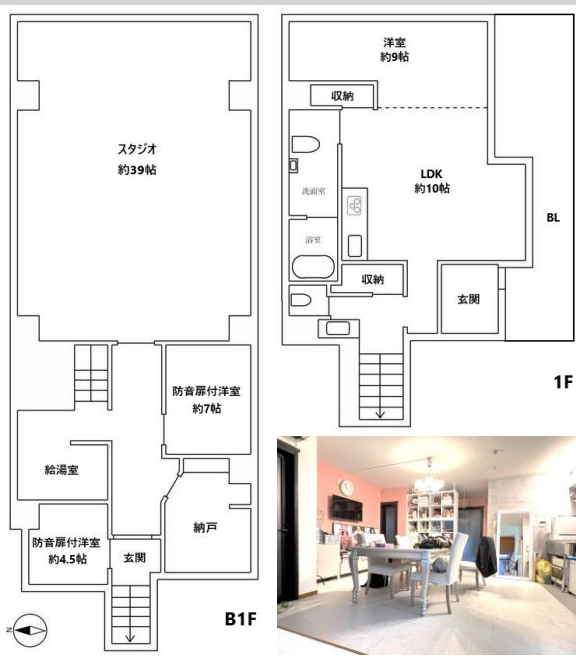 スタジオ
約39帖
防音扉付洋室
約7帖
給湯室
防音扉付洋室
約4.5帖
玄関
納戸
B1F
N
洋室
約9帖
収納
洗面室
LDK
約10帖
浴室
収納
玄関
BL
1F